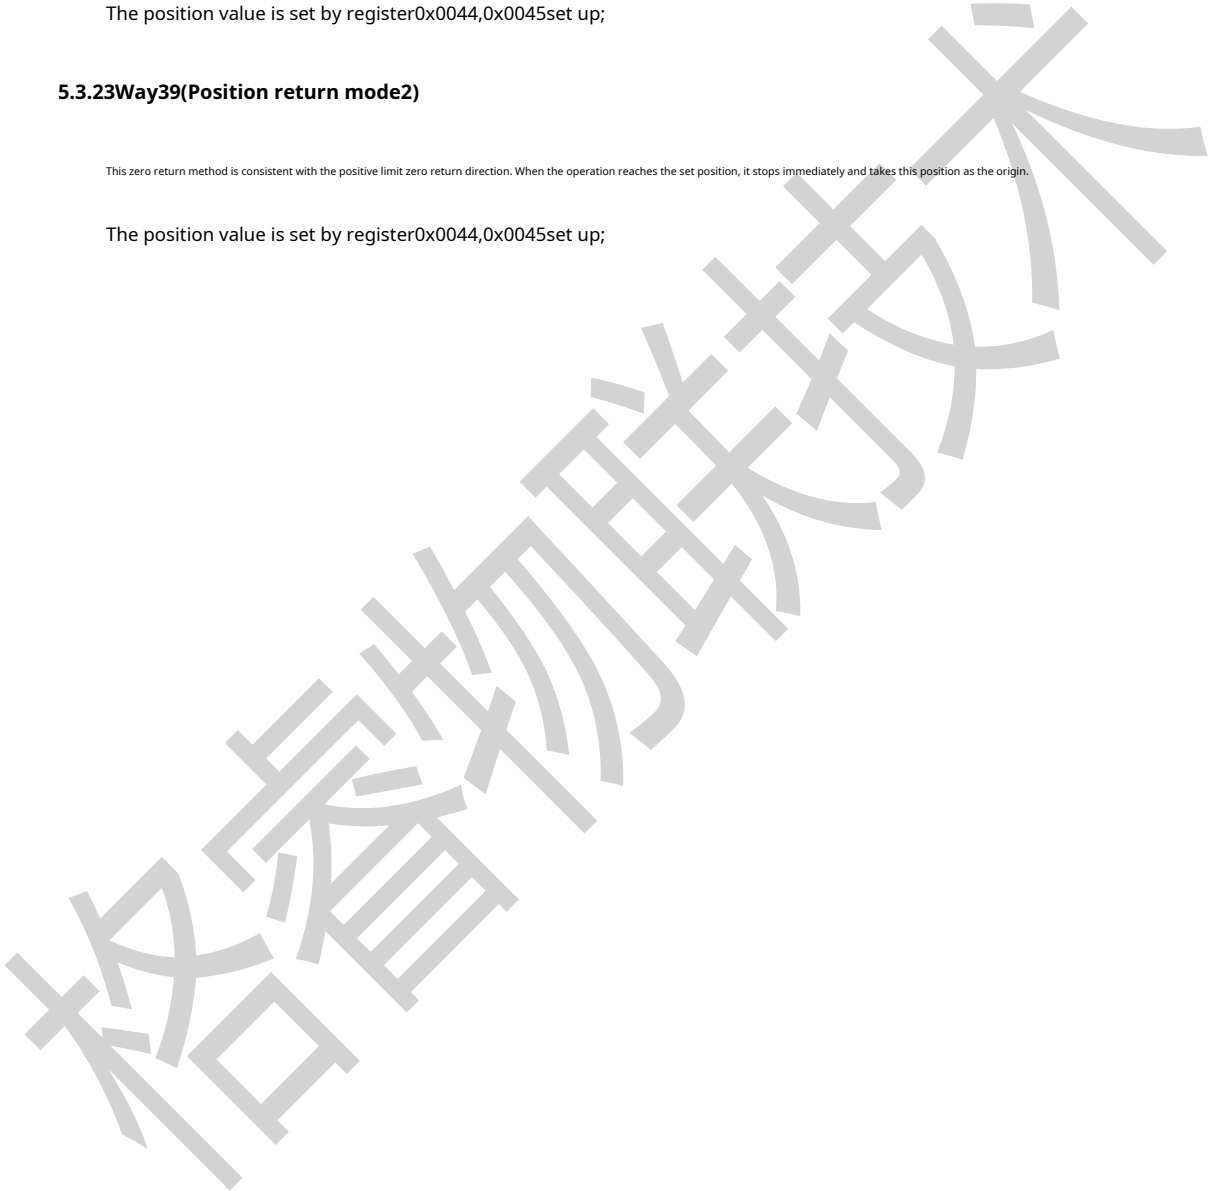 The position value is set by register0x0044,0x0045set up;
5.3.23Way39(Position return mode2)
This zero return method is consistent with the positive limit zero return direction. When the operation reaches the set position, it stops immediately and takes this position as the origin.
The position value is set by register0x0044,0x0045set up;
格睿物联技术